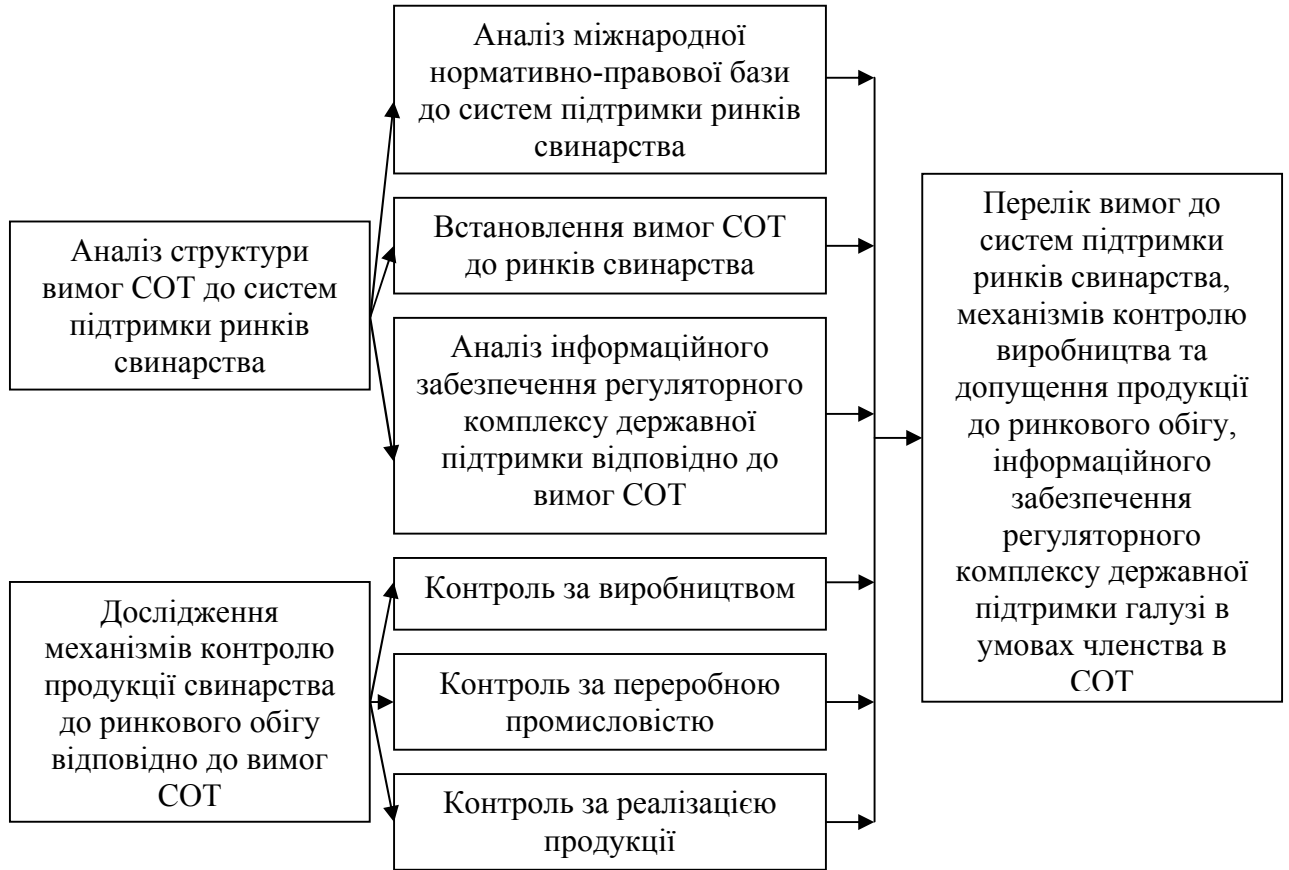 Аналіз структури
вимог СОТ до систем
підтримки ринків
свинарства
Дослідження
механізмів контролю
продукції свинарства
до ринкового обігу
відповідно до вимог
СОТ
Аналіз міжнародної
нормативно-правової бази
до систем підтримки ринків
свинарства
Встановлення вимог СОТ
до ринків свинарства
Аналіз інформаційного
забезпечення регуляторного
комплексу державної
підтримки відповідно до
вимог СОТ
Контроль за виробництвом
Контроль за переробною
промисловістю
Контроль за реалізацією
продукції
Перелік вимог до
систем підтримки
ринків свинарства,
механізмів контролю
виробництва та
допущення продукції
до ринкового обігу,
інформаційного
забезпечення
регуляторного
комплексу державної
підтримки галузі в
умовах членства в
СОТ